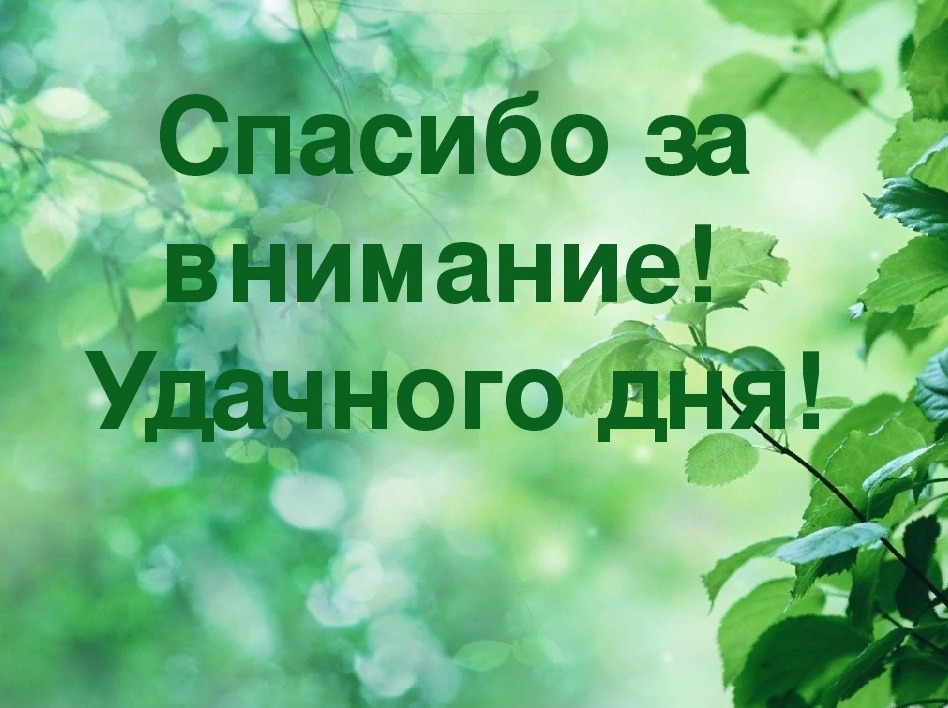 Спасибо за
внимание!
Удачного дня!